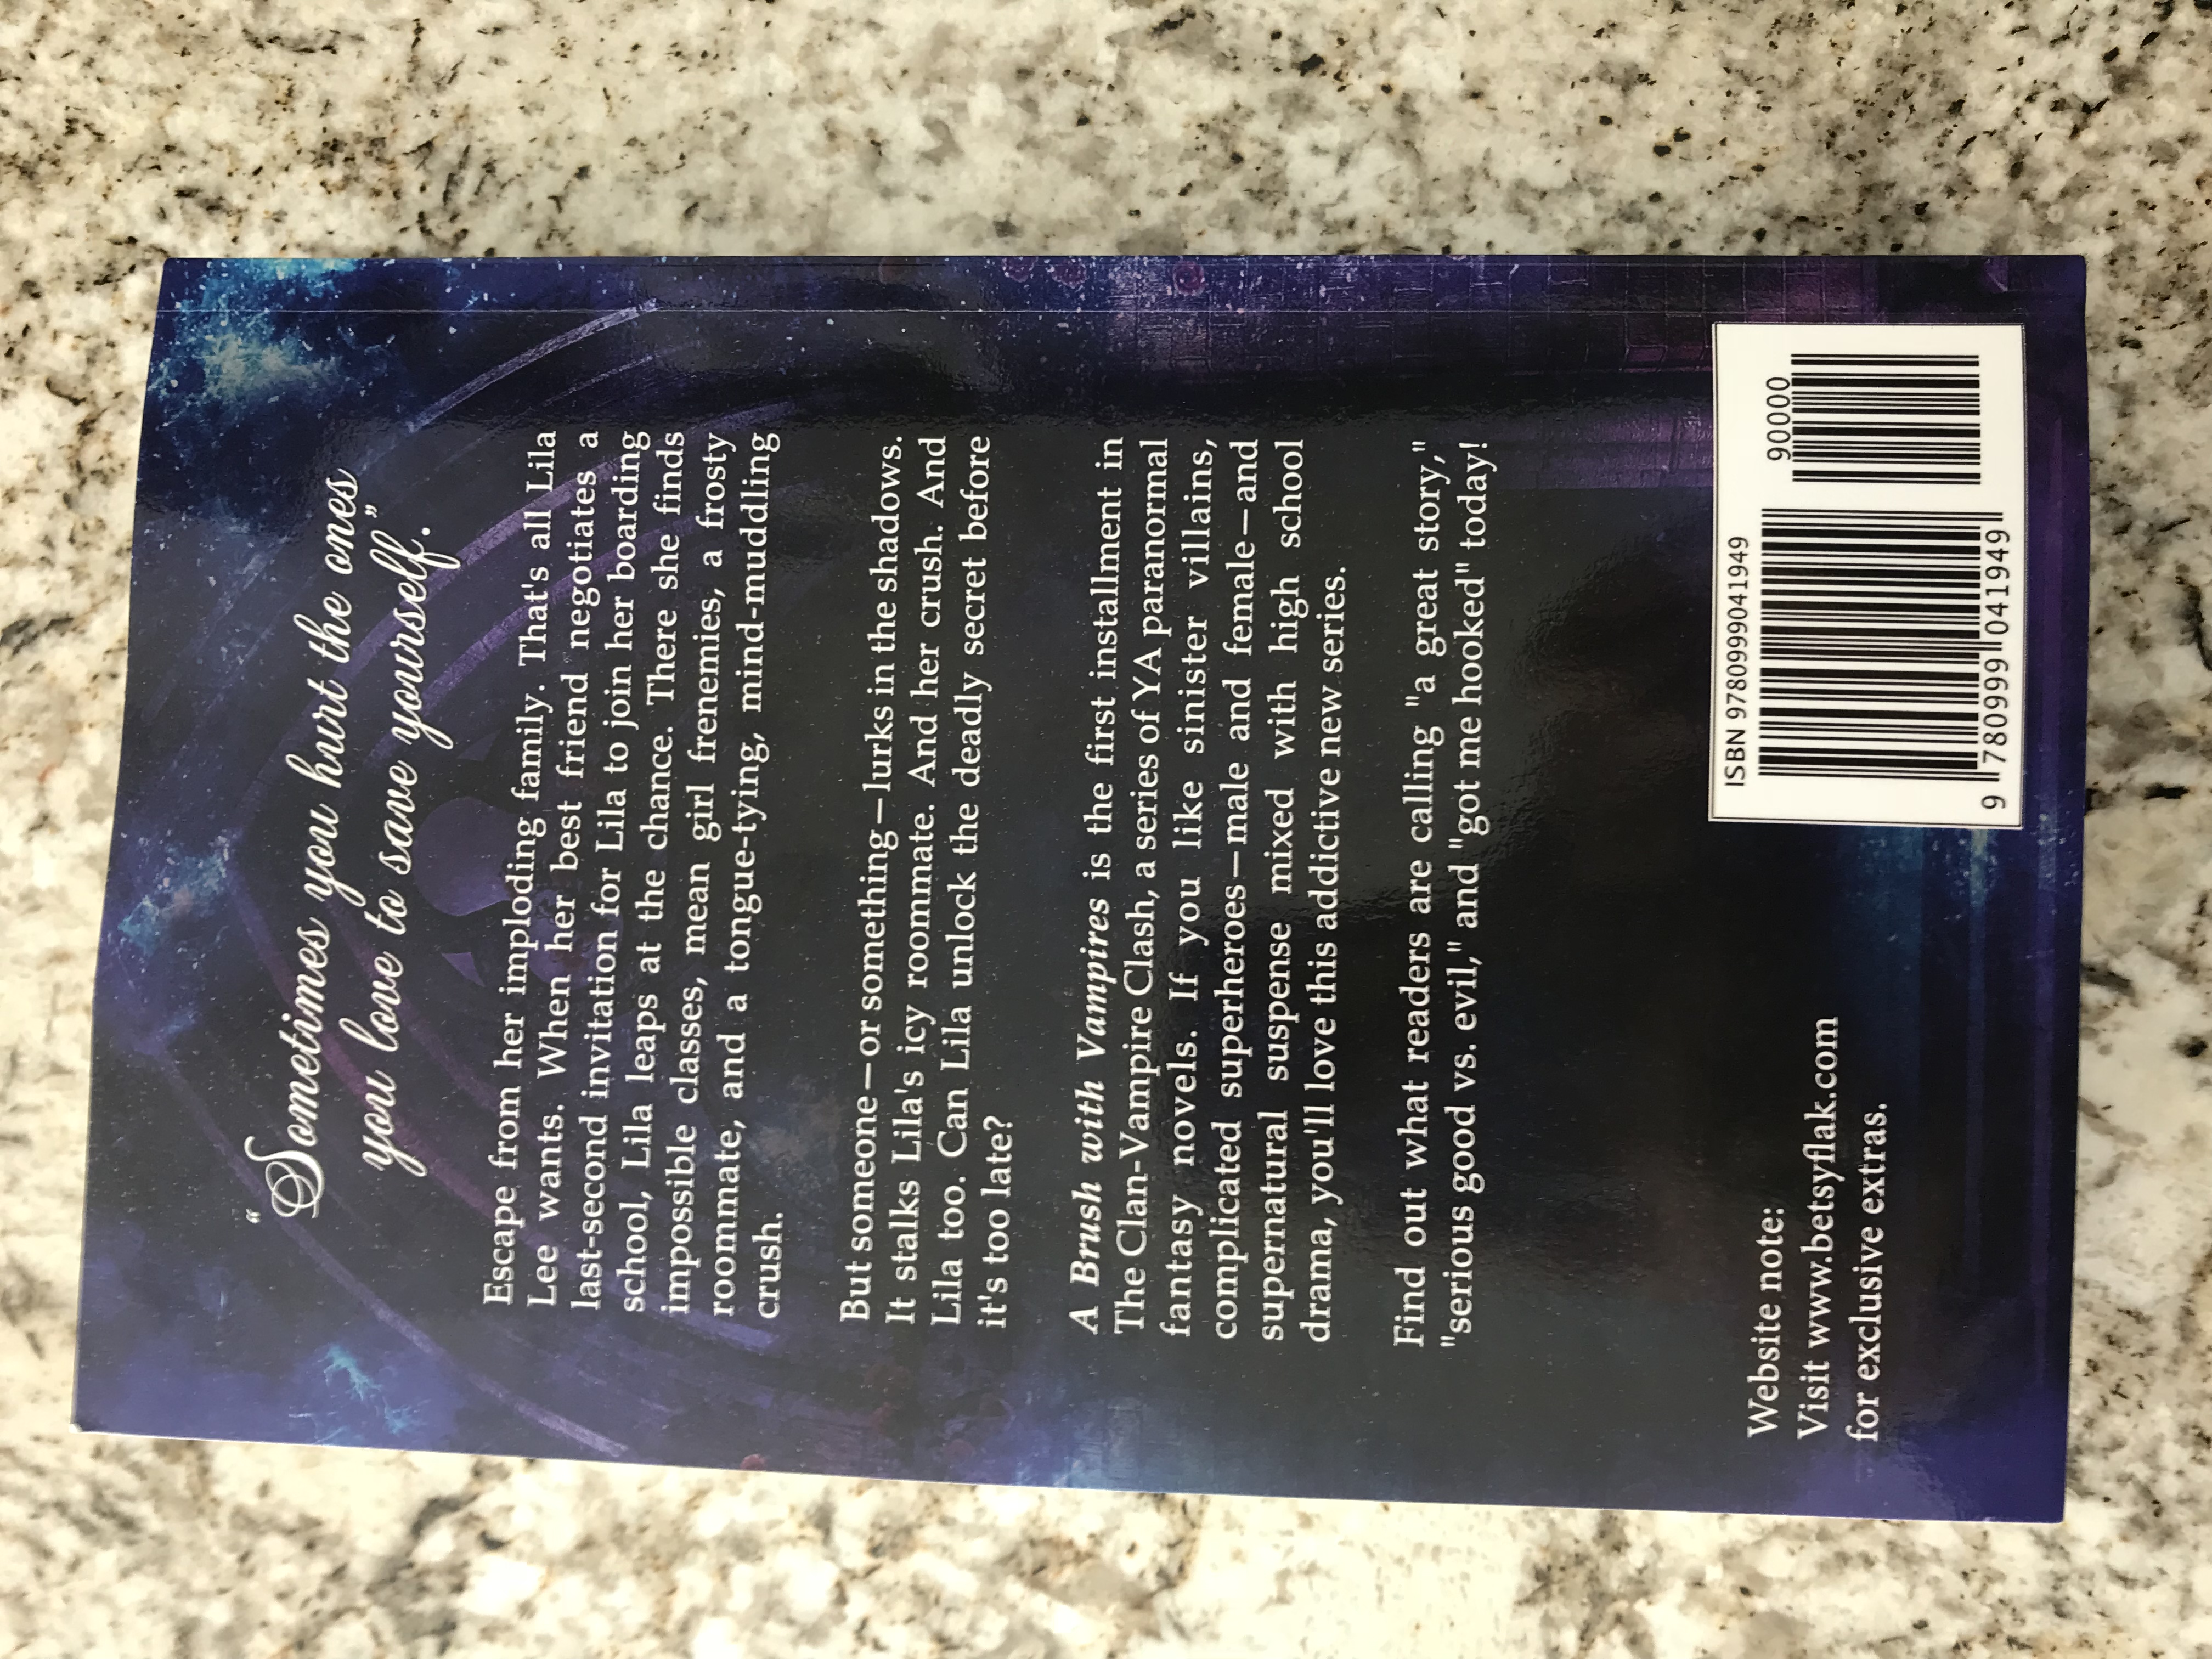 “Sometimes you hurt the ones
you love to save yourself.”
Escape from her imploding family. That's all Lila
Lee wants. When her best friend negotiates a
last-second invitation for Lila to join her boarding
school, Lila leaps at the chance. There she finds
impossible classes, mean girl frenemies, a frosty
roommate, and a tongue-tying, mind-muddling
crush.
But someone—or something—lurks in the shadows.
It stalks Lila's icy roommate. And her crush. And
Lila too. Can Lila unlock the deadly secret before
it's too late?
A Brush with Vampires is the first installment in
The Clan-Vampire Clash, a series of YA paranormal
fantasy novels. If you like sinister villains,
complicated superheroes—male and female—and
supernatural suspense mixed with high school
drama, you'll love this addictive new series.
Find out what readers are calling "a great story,"
"serious good vs. evil," and "got me hooked" today!
Website note:
Visit www.betsyflak.com
for exclusive extras.
ISBN 9780999041949
90000
9 780999 041949